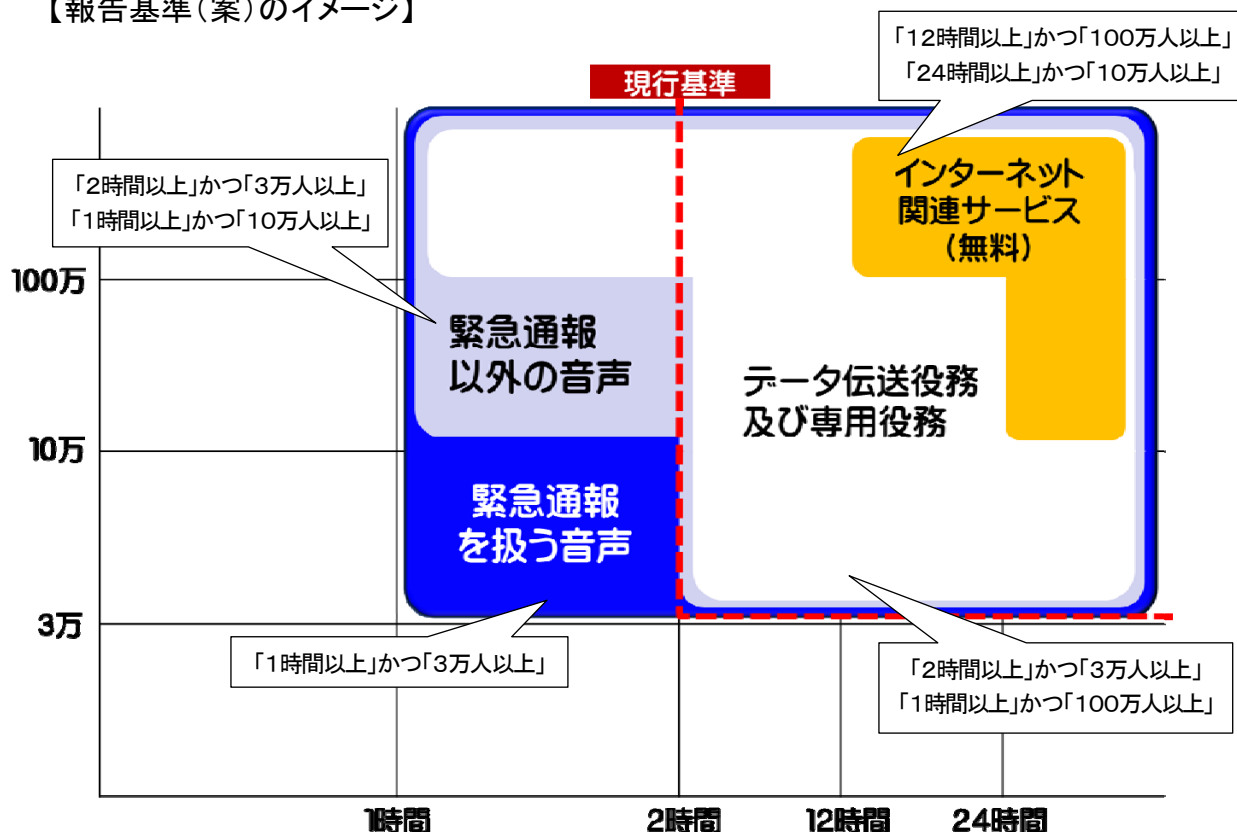 【報告基準（案）のイメージ】
「12時間以上」かつ「100万人以上」
「24時間以上」かつ「10万人以上」
現行基準
「2時間以上」かつ「3万人以上」
「1時間以上」かつ「10万人以上」
インターネット
関連サービス
(無料)
100万
緊急通報
以外の音声
データ伝送役務
及び専用役務
10万
緊急通報
を扱う音声
3万
「1時間以上」かつ「3万人以上」
「2時間以上」かつ「3万人以上」
「1時間以上」かつ「100万人以上」
1時間
2時間
12時間
24時間